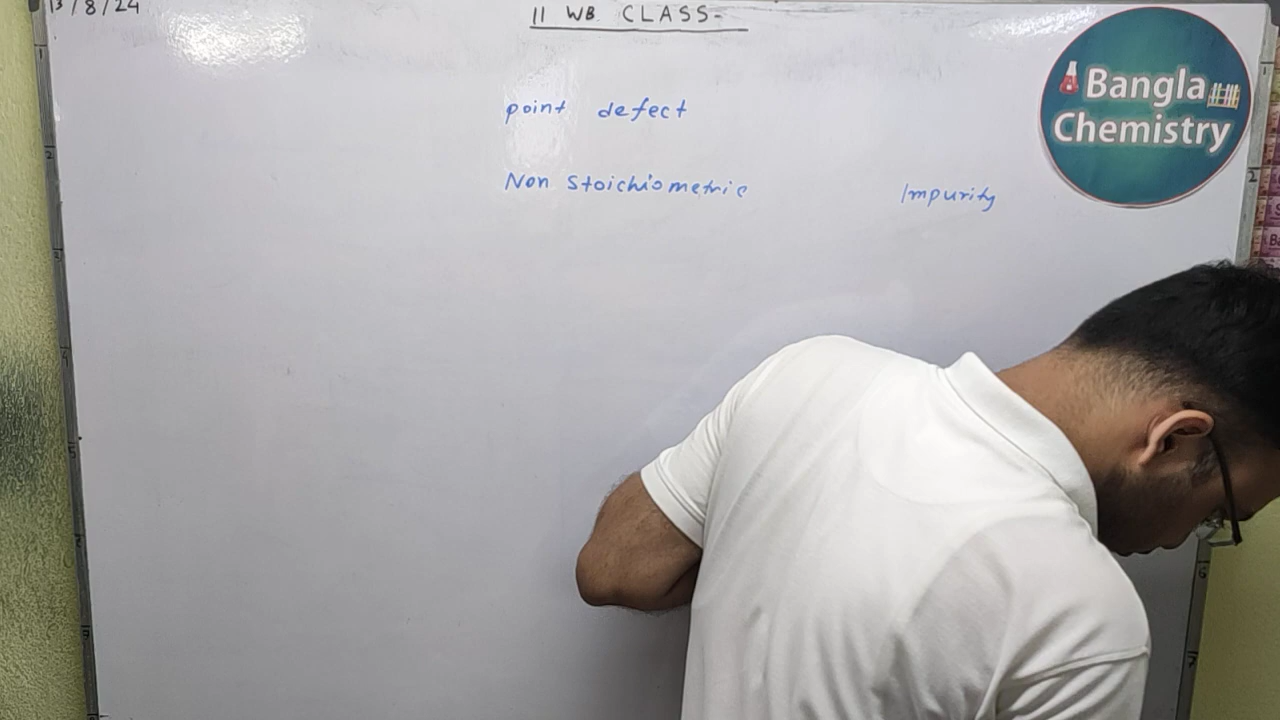 13/8/24
11 WB CLASS-
Bangla
Chemistry
point defect
Non Stoichiometric
Impurity